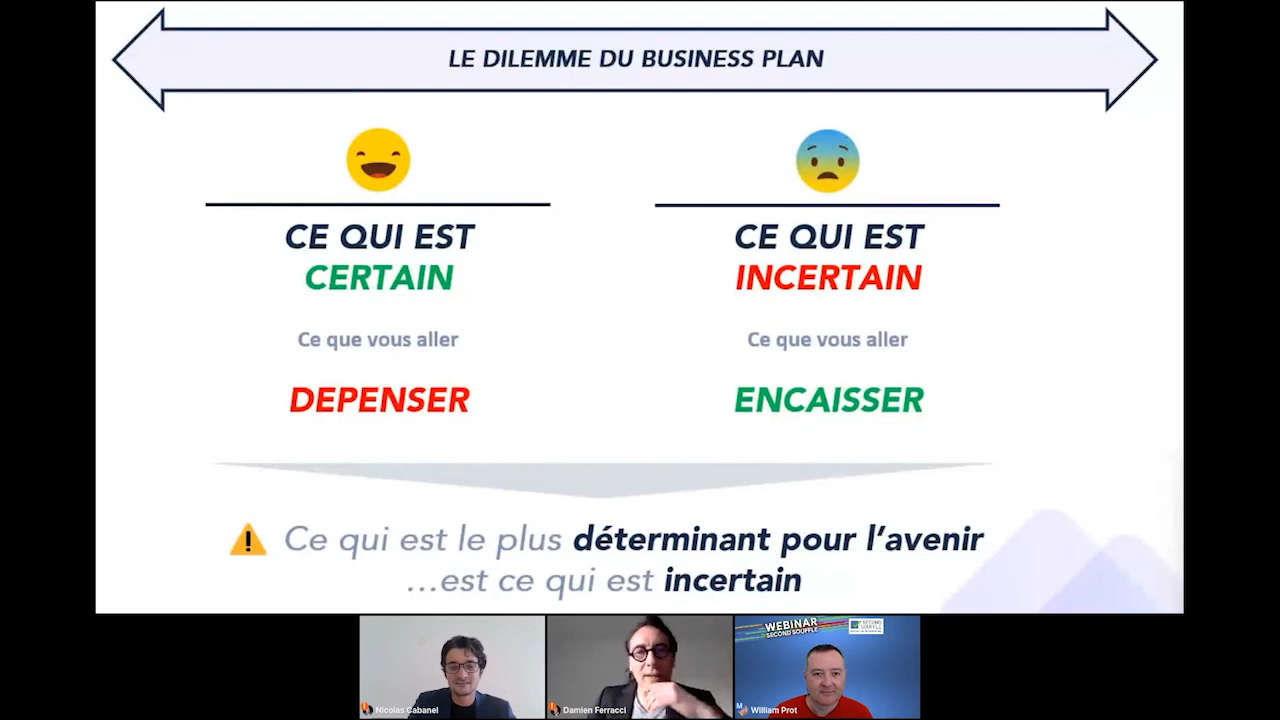 LE DILEMME DU BUSINESS PLAN
CE QUI EST
CERTAIN
Ce que vous aller
DEPENSER
CE QUI EST
INCERTAIN
Ce que vous aller
ENCAISSER
Ce qui est le plus déterminant pour l'avenir
...est ce qui est incertain
Nicolas Cabanel
Damien Ferracci
WEBINAR
SECOND SOUFFLE
SECOND
SOUFFLE
William Prot